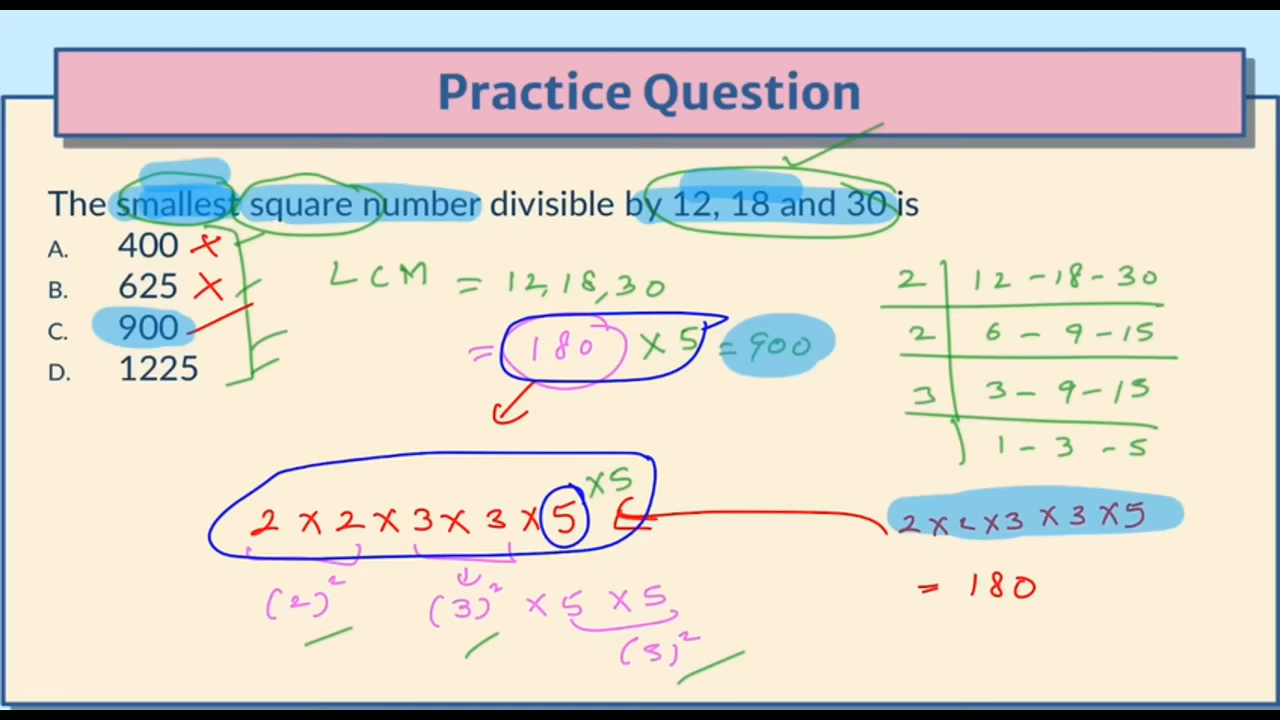 Practice Question
The smallest square number divisible by 12, 18 and 30 is
A. 400 ×
B. 625 ×
C. 900
D. 1225
LCM = 12, 18, 30
= 180 × 5 = 900
2 12 - 18 - 30
2 6 - 9 - 15
3 3 - 9 - 15
1 - 3 - 5
2 × 2 × 3 × 3 × 5
= 180
2 × 2 × 3 × 3 × 5 ×5
(2)² (3)² × 5 × 5
(5)²